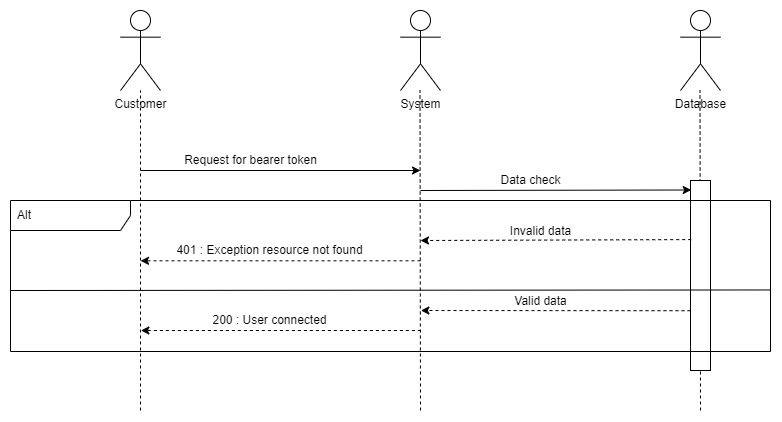 Customer
System
Database
Request for bearer token
Data check
Alt
Invalid data
401 : Exception resource not found
Valid data
200 : User connected